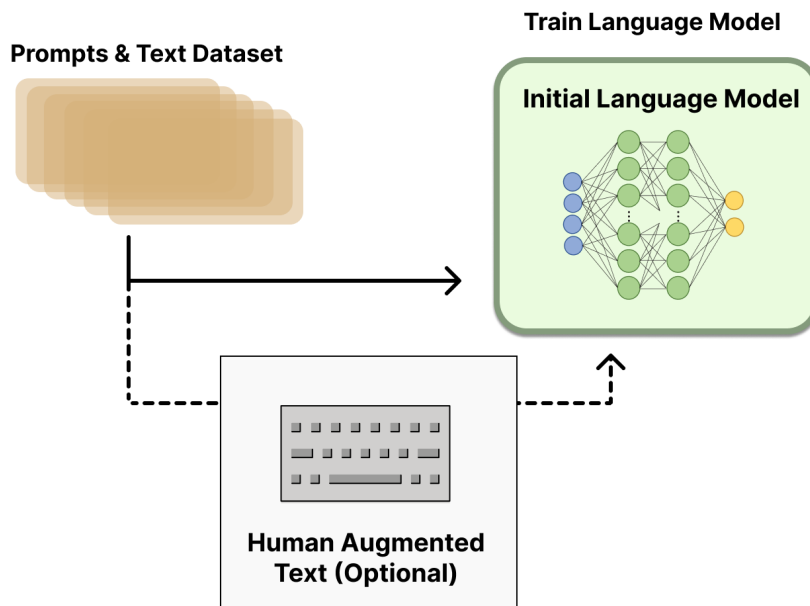 Train Language Model
Prompts & Text Dataset
Initial Language Model
Human Augmented
Text (Optional)